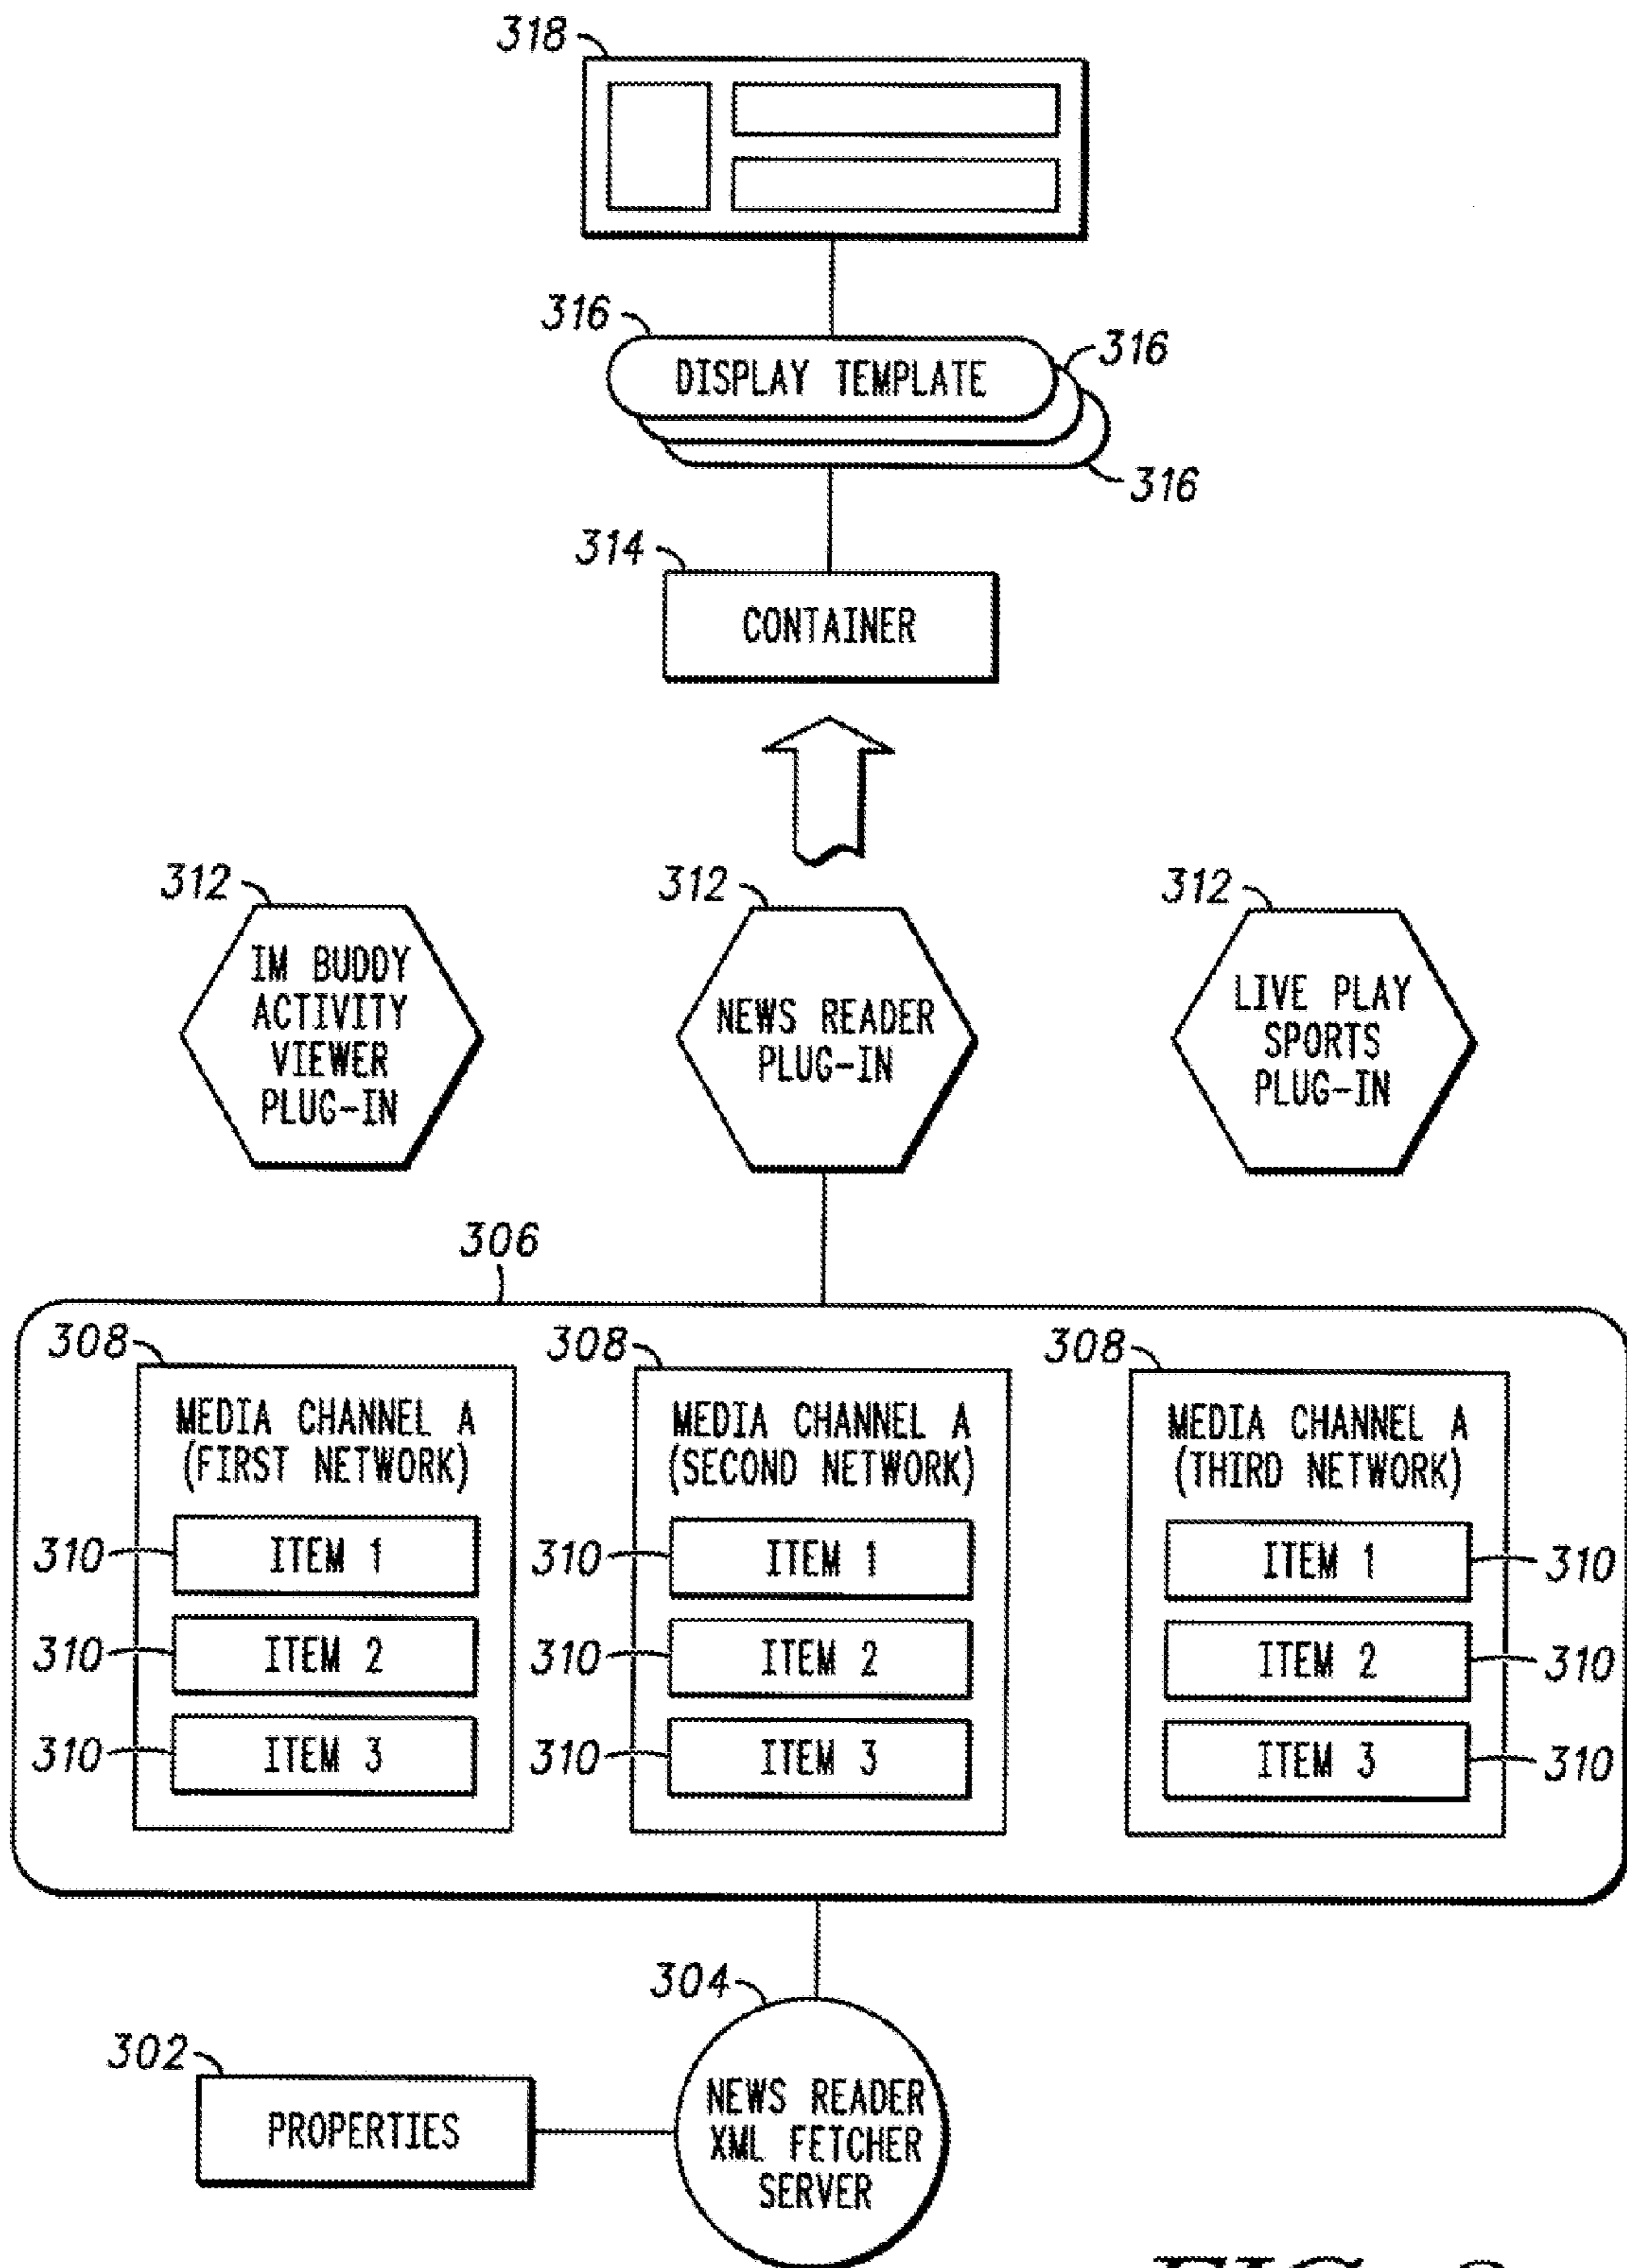 318
316
DISPLAY TEMPLATE
316
316
314
CONTAINER
312
IM BUDDY
ACTIVITY
VIEWER
PLUG-IN
312
NEWS READER
PLUG-IN
312
LIVE PLAY
SPORTS
PLUG-IN
306
308
MEDIA CHANNEL A
(FIRST NETWORK)
310
ITEM 1
310
ITEM 2
310
ITEM 3
308
MEDIA CHANNEL A
(SECOND NETWORK)
310
ITEM 1
310
ITEM 2
310
ITEM 3
308
MEDIA CHANNEL A
(THIRD NETWORK)
ITEM 1
310
ITEM 2
310
ITEM 3
310
304
302
PROPERTIES
NEWS READER
XML FETCHER
SERVER